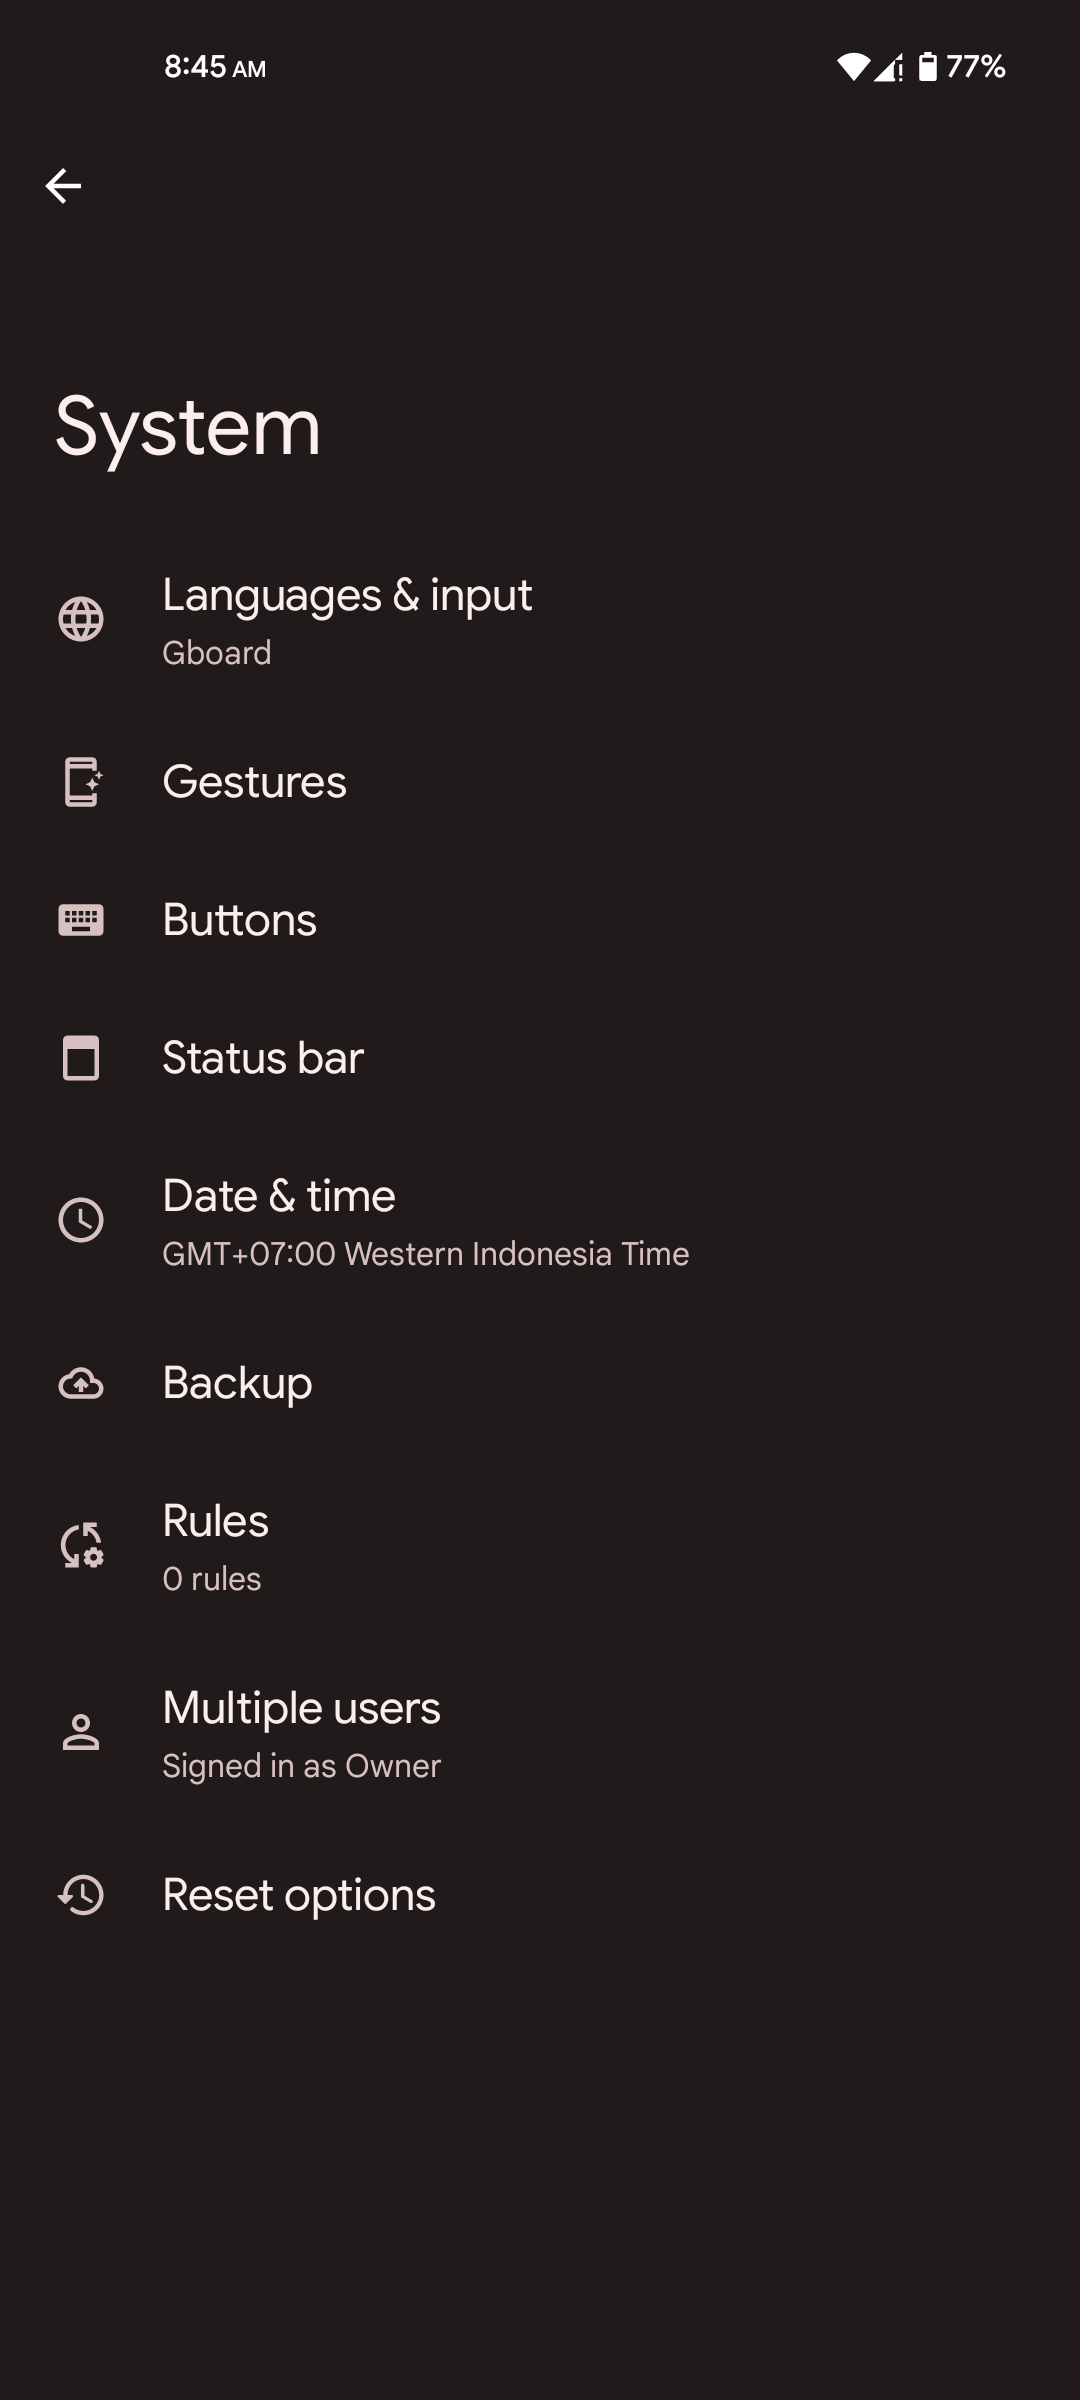 8:45 AM
77%
System
Languages & input
Gboard
Gestures
Buttons
Status bar
Date & time
GMT+07:00 Western Indonesia Time
Backup
Rules
0 rules
Multiple users
Signed in as Owner
Reset options